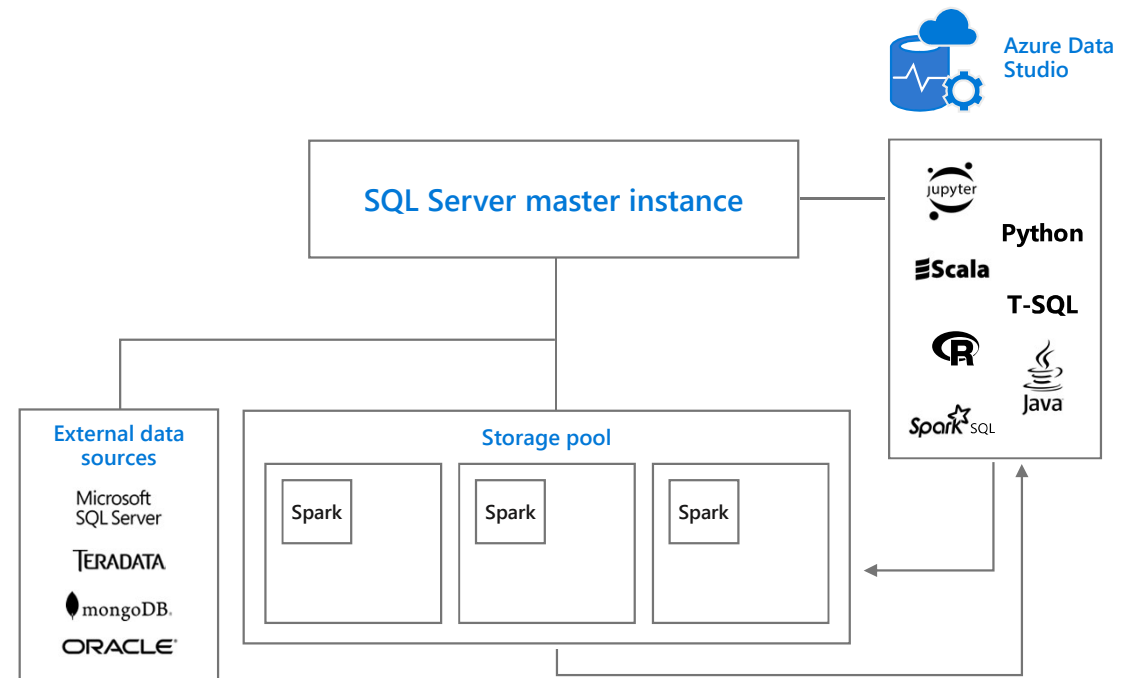 Azure Data
Studio
SQL Server master instance
jupyter
Python
Scala
T-SQL
R
Java
Spark SQL
External data
sources
Microsoft
SQL Server
TERADATA
mongoDB.
ORACLE
Storage pool
Spark
Spark
Spark